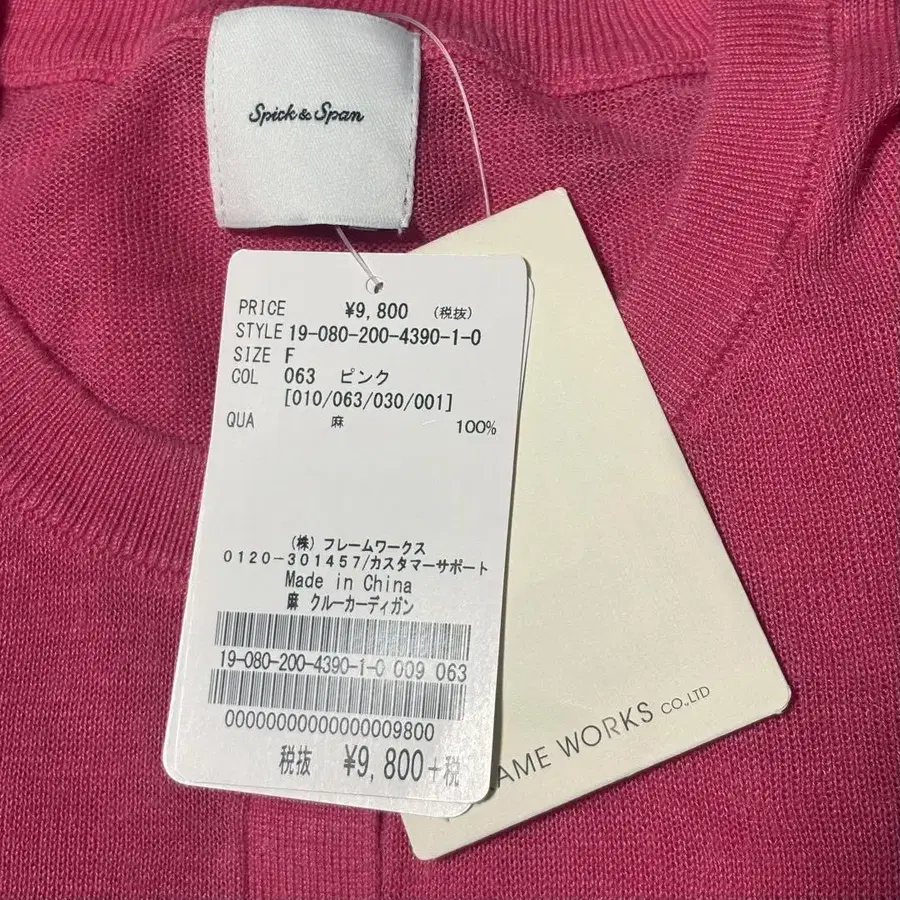 Spick & Span
PRICE ¥9,800 (税抜)
STYLE 19-080-200-4390-1-0
SIZE F
COL 063 ピンク
[010/063/030/001]
QUA 麻 100%
(株) フレームワークス
0120-301457/カスタマーサポート
Made in China
麻 クルーカーディガン
19-080-200-4390-1-0 009 063
00000000000000009800
税抜 ¥9,800+税
AME WORKS CO.,LTD